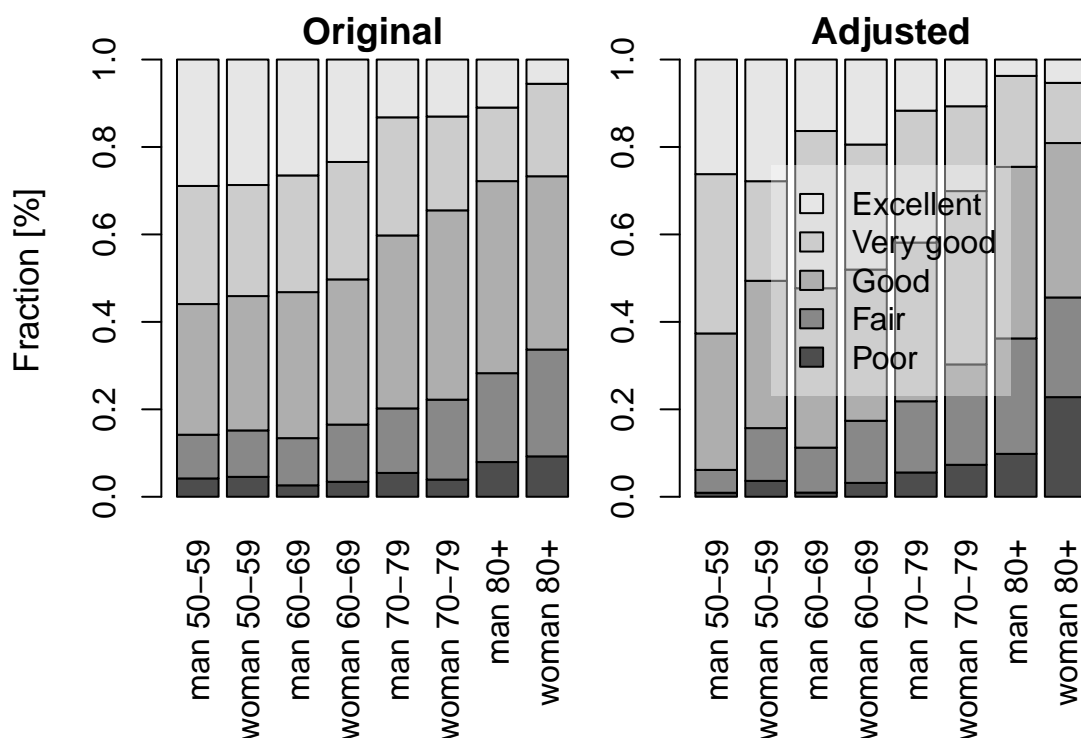 Original
Fraction [%]
0.0
0.2
0.4
0.6
0.8
1.0
man 50−59
woman 50−59
man 60−69
woman 60−69
man 70−79
woman 70−79
man 80+
woman 80+
Adjusted
0.0
0.2
0.4
0.6
0.8
1.0
Excellent
Very good
Good
Fair
Poor
man 50−59
woman 50−59
man 60−69
woman 60−69
man 70−79
woman 70−79
man 80+
woman 80+